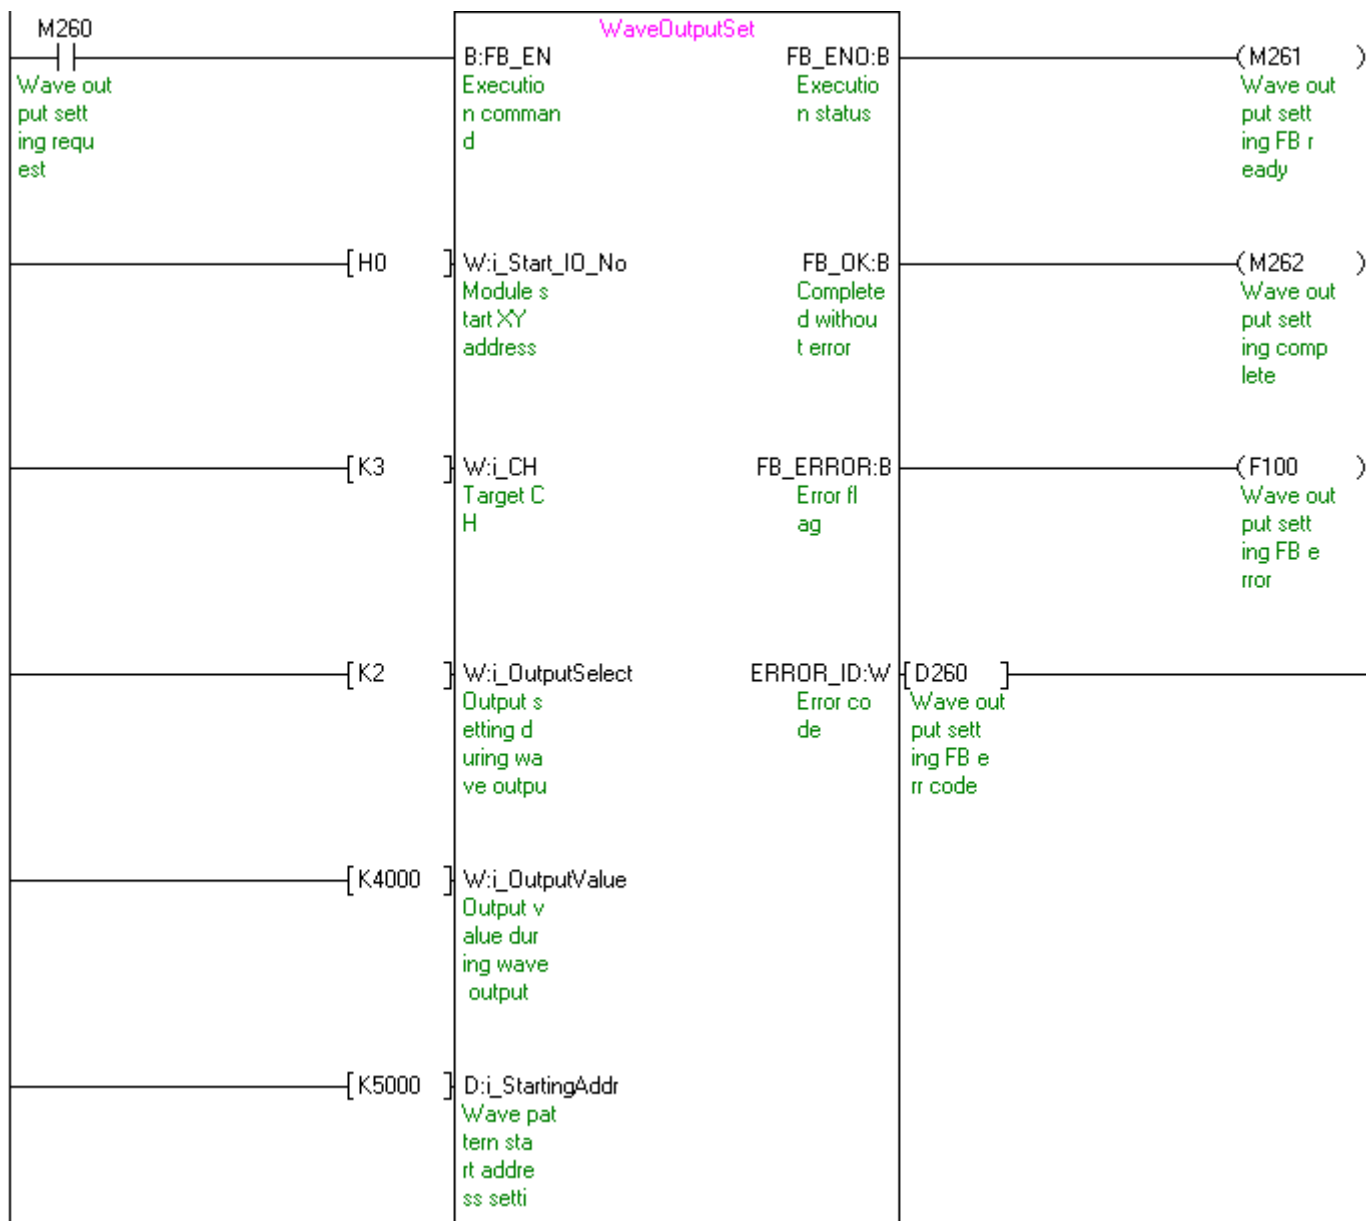 M260
WaveOutputSet
B:FB_EN
FB_ENO:B
(M261 )
Wave out
put sett
ing requ
est
Executio
n comman
d
Executio
n status
Wave out
put sett
ing FB r
eady
[H0 ]
W:i_Start_IO_No
FB_OK:B
(M262 )
Module s
tart XY
address
Complete
d withou
t error
Wave out
put sett
ing comp
lete
[K3 ]
W:i_CH
FB_ERROR:B
(F100 )
Target C
H
Error fl
ag
Wave out
put sett
ing FB e
rror
[K2 ]
W:i_OutputSelect
ERROR_ID:W
[D260 ]
Output s
etting d
uring wa
ve outpu
Error co
de
Wave out
put sett
ing FB e
rr code
[K4000 ]
W:i_OutputValue
Output v
alue dur
ing wave
output
[K5000 ]
D:i_StartingAddr
Wave pat
tern sta
rt addre
ss setti